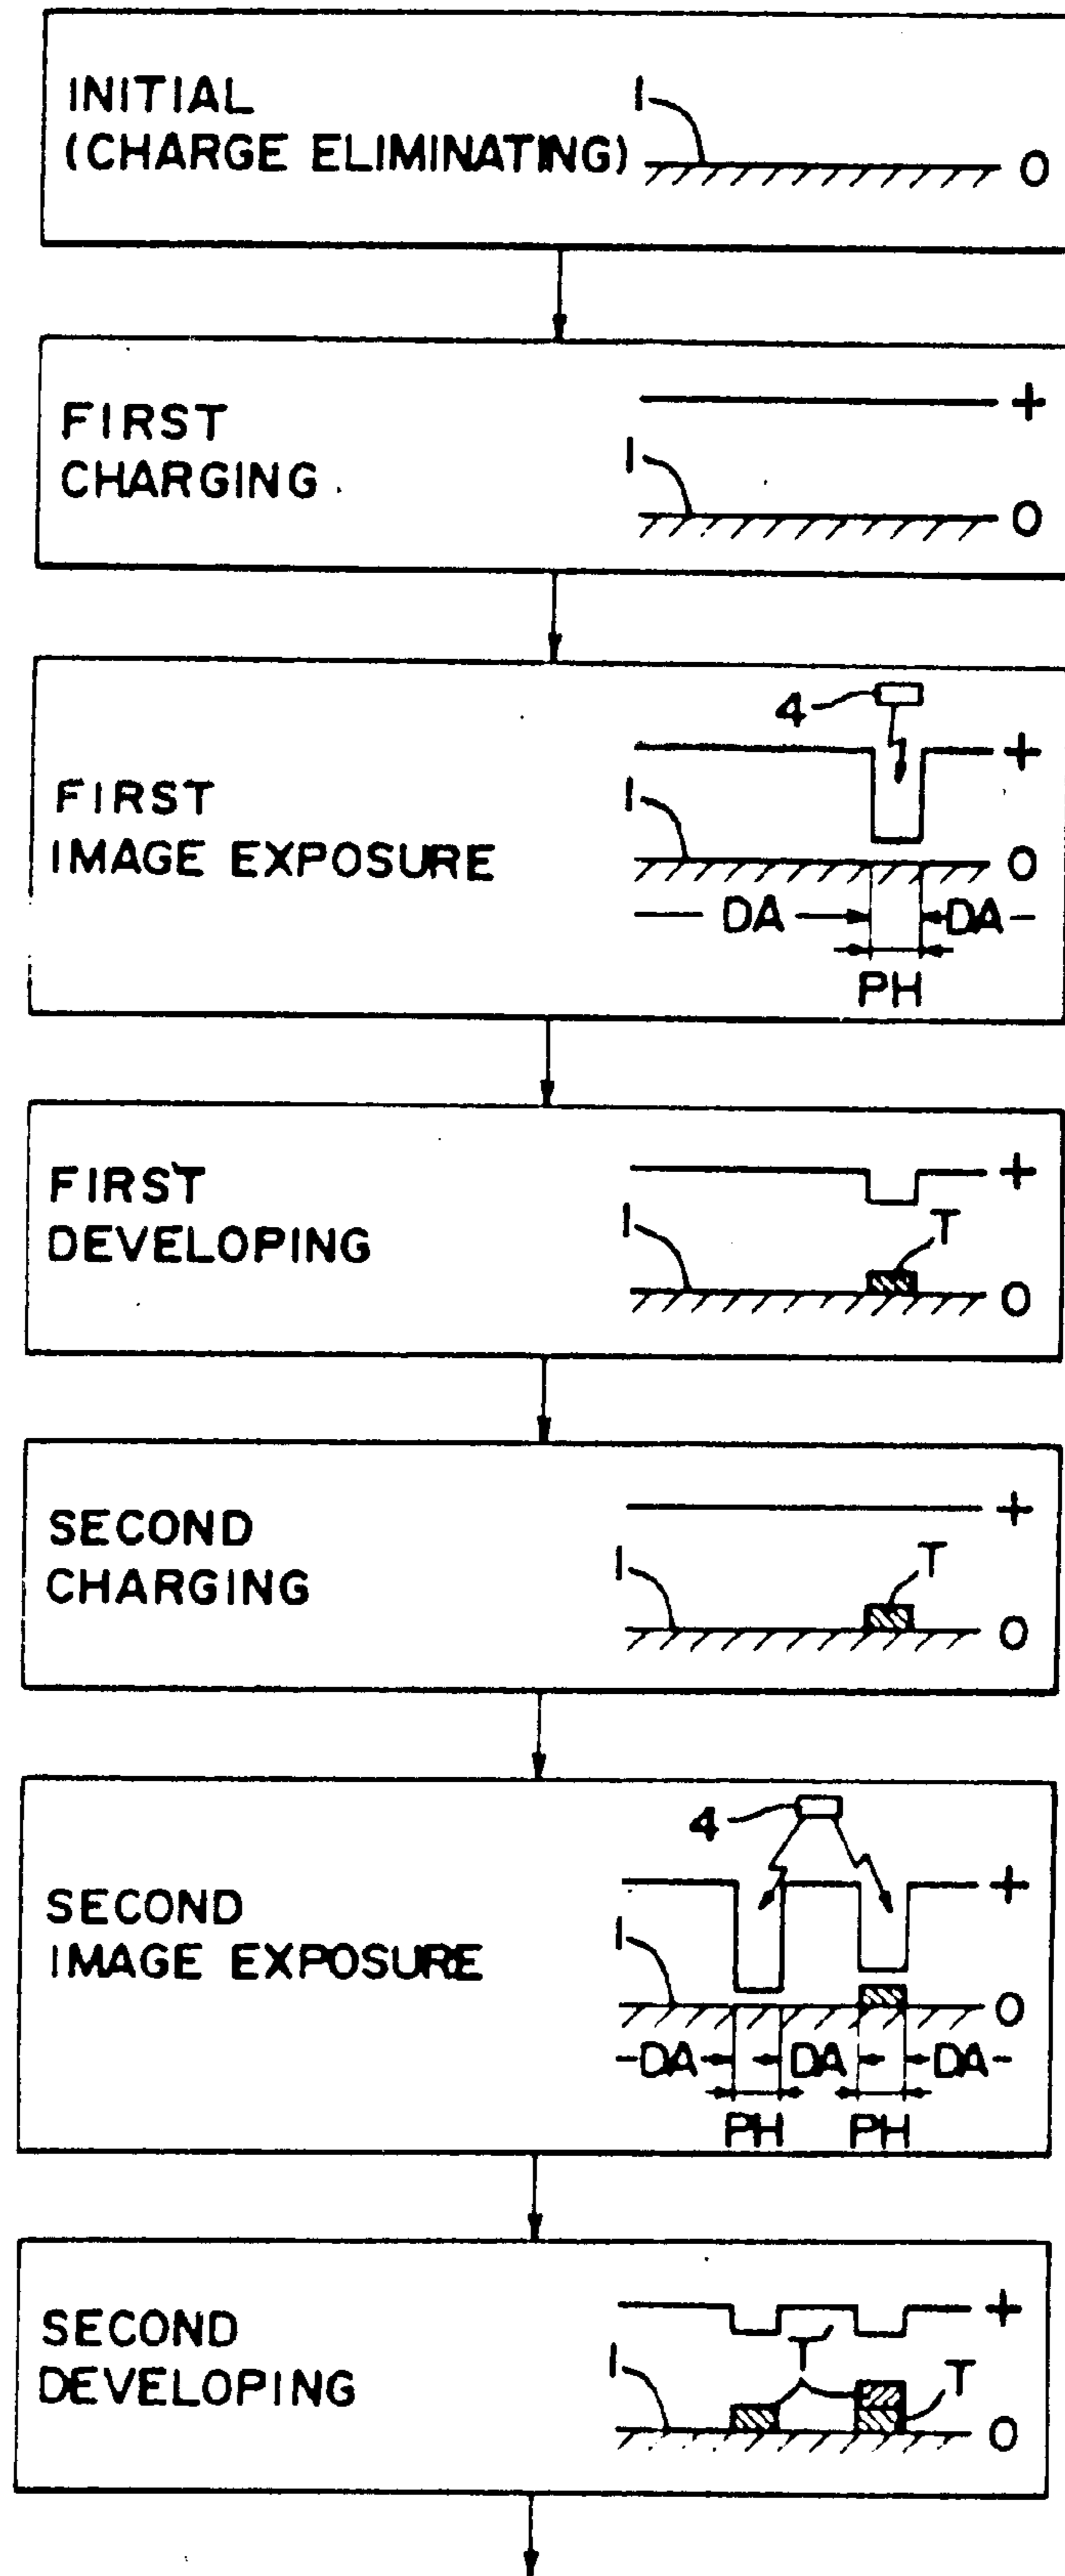 INITIAL
(CHARGE ELIMINATING)
1
0
FIRST
CHARGING
+
1
0
FIRST
IMAGE EXPOSURE
4
+
1
0
DA
DA
PH
FIRST
DEVELOPING
+
1
T
0
SECOND
CHARGING
+
1
T
0
SECOND
IMAGE EXPOSURE
4
+
1
0
DA
DA
DA
PH
PH
SECOND
DEVELOPING
+
1
T'
T
0